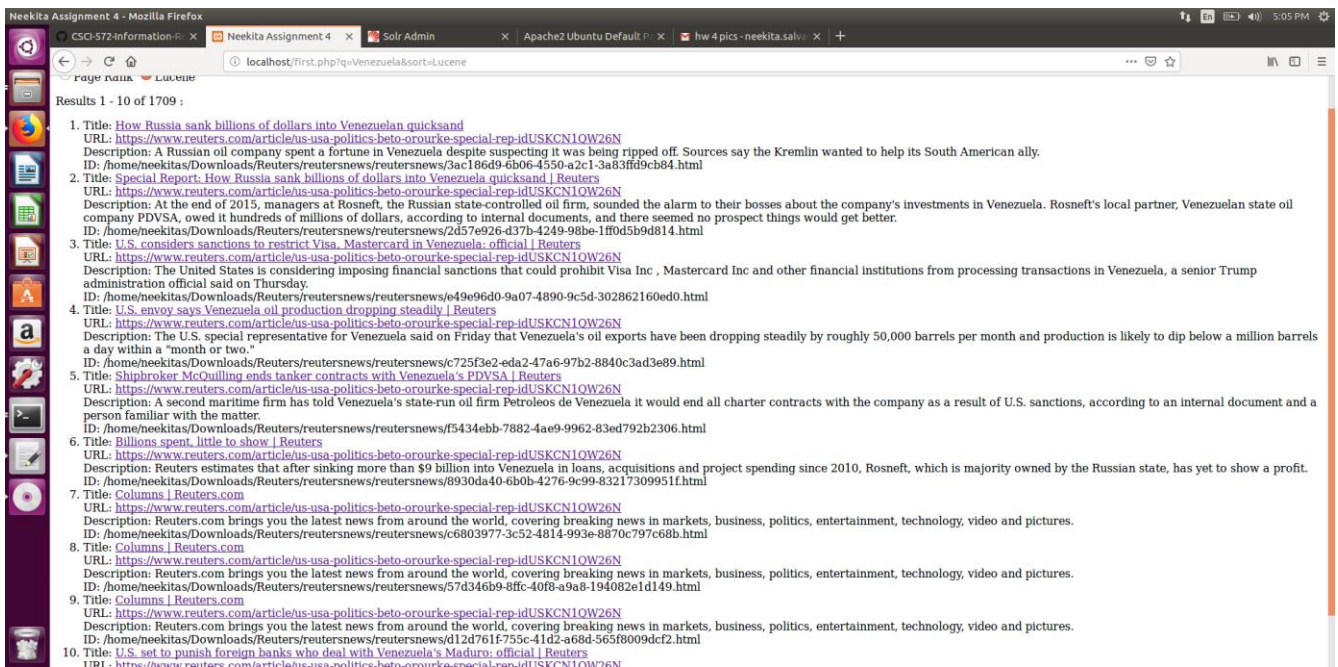 Neekita Assignment 4 - Mozilla Firefox
En
5:05 PM
CSCI-572-Information-Re
Neekita Assignment 4
Solr Admin
Apache2 Ubuntu Default P
hw 4 pics - neekita.salva
localhost/first.php?q=Venezuela&sort=Lucene
Page Rank Lucene
Results 1 - 10 of 1709 :
1. Title: How Russia sank billions of dollars into Venezuelan quicksand
URL: https://www.reuters.com/article/us-usa-politics-beto-orourke-special-rep-idUSKCN1QW26N
Description: A Russian oil company spent a fortune in Venezuela despite suspecting it was being ripped off. Sources say the Kremlin wanted to help its South American ally.
ID: /home/neekitas/Downloads/Reuters/reutersnews/reutersnews/3ac186d9-6b06-4550-a2c1-3a83ffd9cb84.html
2. Title: Special Report: How Russia sank billions of dollars into Venezuela quicksand | Reuters
URL: https://www.reuters.com/article/us-usa-politics-beto-orourke-special-rep-idUSKCN1QW26N
Description: At the end of 2015, managers at Rosneft, the Russian state-controlled oil firm, sounded the alarm to their bosses about the company's investments in Venezuela. Rosneft's local partner, Venezuelan state oil
company PDVSA, owed it hundreds of millions of dollars, according to internal documents, and there seemed no prospect things would get better.
ID: /home/neekitas/Downloads/Reuters/reutersnews/reutersnews/2d57e926-d37b-4249-98be-1ff0d5b9d814.html
3. Title: U.S. considers sanctions to restrict Visa, Mastercard in Venezuela: official | Reuters
URL: https://www.reuters.com/article/us-usa-politics-beto-orourke-special-rep-idUSKCN1QW26N
Description: The United States is considering imposing financial sanctions that could prohibit Visa Inc , Mastercard Inc and other financial institutions from processing transactions in Venezuela, a senior Trump
administration official said on Thursday.
ID: /home/neekitas/Downloads/Reuters/reutersnews/reutersnews/e49e96d0-9a07-4890-9c5d-302862160ed0.html
4. Title: U.S. envoy says Venezuela oil production dropping steadily | Reuters
URL: https://www.reuters.com/article/us-usa-politics-beto-orourke-special-rep-idUSKCN1QW26N
Description: The U.S. special representative for Venezuela said on Friday that Venezuela's oil exports have been dropping steadily by roughly 50,000 barrels per month and production is likely to dip below a million barrels
a day within a "month or two."
ID: /home/neekitas/Downloads/Reuters/reutersnews/reutersnews/c725f3e2-eda2-47a6-97b2-8840c3ad3e89.html
5. Title: Shipbroker McQuilling ends tanker contracts with Venezuela's PDVSA | Reuters
URL: https://www.reuters.com/article/us-usa-politics-beto-orourke-special-rep-idUSKCN1QW26N
Description: A second maritime firm has told Venezuela's state-run oil firm Petroleos de Venezuela it would end all charter contracts with the company as a result of U.S. sanctions, according to an internal document and a
person familiar with the matter.
ID: /home/neekitas/Downloads/Reuters/reutersnews/reutersnews/f5434ebb-7882-4ae9-9962-83ed792b2306.html
6. Title: Billions spent, little to show | Reuters
URL: https://www.reuters.com/article/us-usa-politics-beto-orourke-special-rep-idUSKCN1QW26N
Description: Reuters estimates that after sinking more than $9 billion into Venezuela in loans, acquisitions and project spending since 2010, Rosneft, which is majority owned by the Russian state, has yet to show a profit.
ID: /home/neekitas/Downloads/Reuters/reutersnews/reutersnews/8930da40-6b0b-4276-9c99-83217309951f.html
7. Title: Columns | Reuters.com
URL: https://www.reuters.com/article/us-usa-politics-beto-orourke-special-rep-idUSKCN1QW26N
Description: Reuters.com brings you the latest news from around the world, covering breaking news in markets, business, politics, entertainment, technology, video and pictures.
ID: /home/neekitas/Downloads/Reuters/reutersnews/reutersnews/c6803977-3c52-4814-993e-8870c797c68b.html
8. Title: Columns | Reuters.com
URL: https://www.reuters.com/article/us-usa-politics-beto-orourke-special-rep-idUSKCN1QW26N
Description: Reuters.com brings you the latest news from around the world, covering breaking news in markets, business, politics, entertainment, technology, video and pictures.
ID: /home/neekitas/Downloads/Reuters/reutersnews/reutersnews/57d346b9-8ffc-40f8-a9a8-194082e1d149.html
9. Title: Columns | Reuters.com
URL: https://www.reuters.com/article/us-usa-politics-beto-orourke-special-rep-idUSKCN1QW26N
Description: Reuters.com brings you the latest news from around the world, covering breaking news in markets, business, politics, entertainment, technology, video and pictures.
ID: /home/neekitas/Downloads/Reuters/reutersnews/reutersnews/d12d761f-755c-41d2-a68d-565f8009dcf2.html
10. Title: U.S. set to punish foreign banks who deal with Venezuela's Maduro: official | Reuters
URL: https://www.reuters.com/article/us-usa-politics-beto-orourke-special-rep-idUSKCN1QW26N